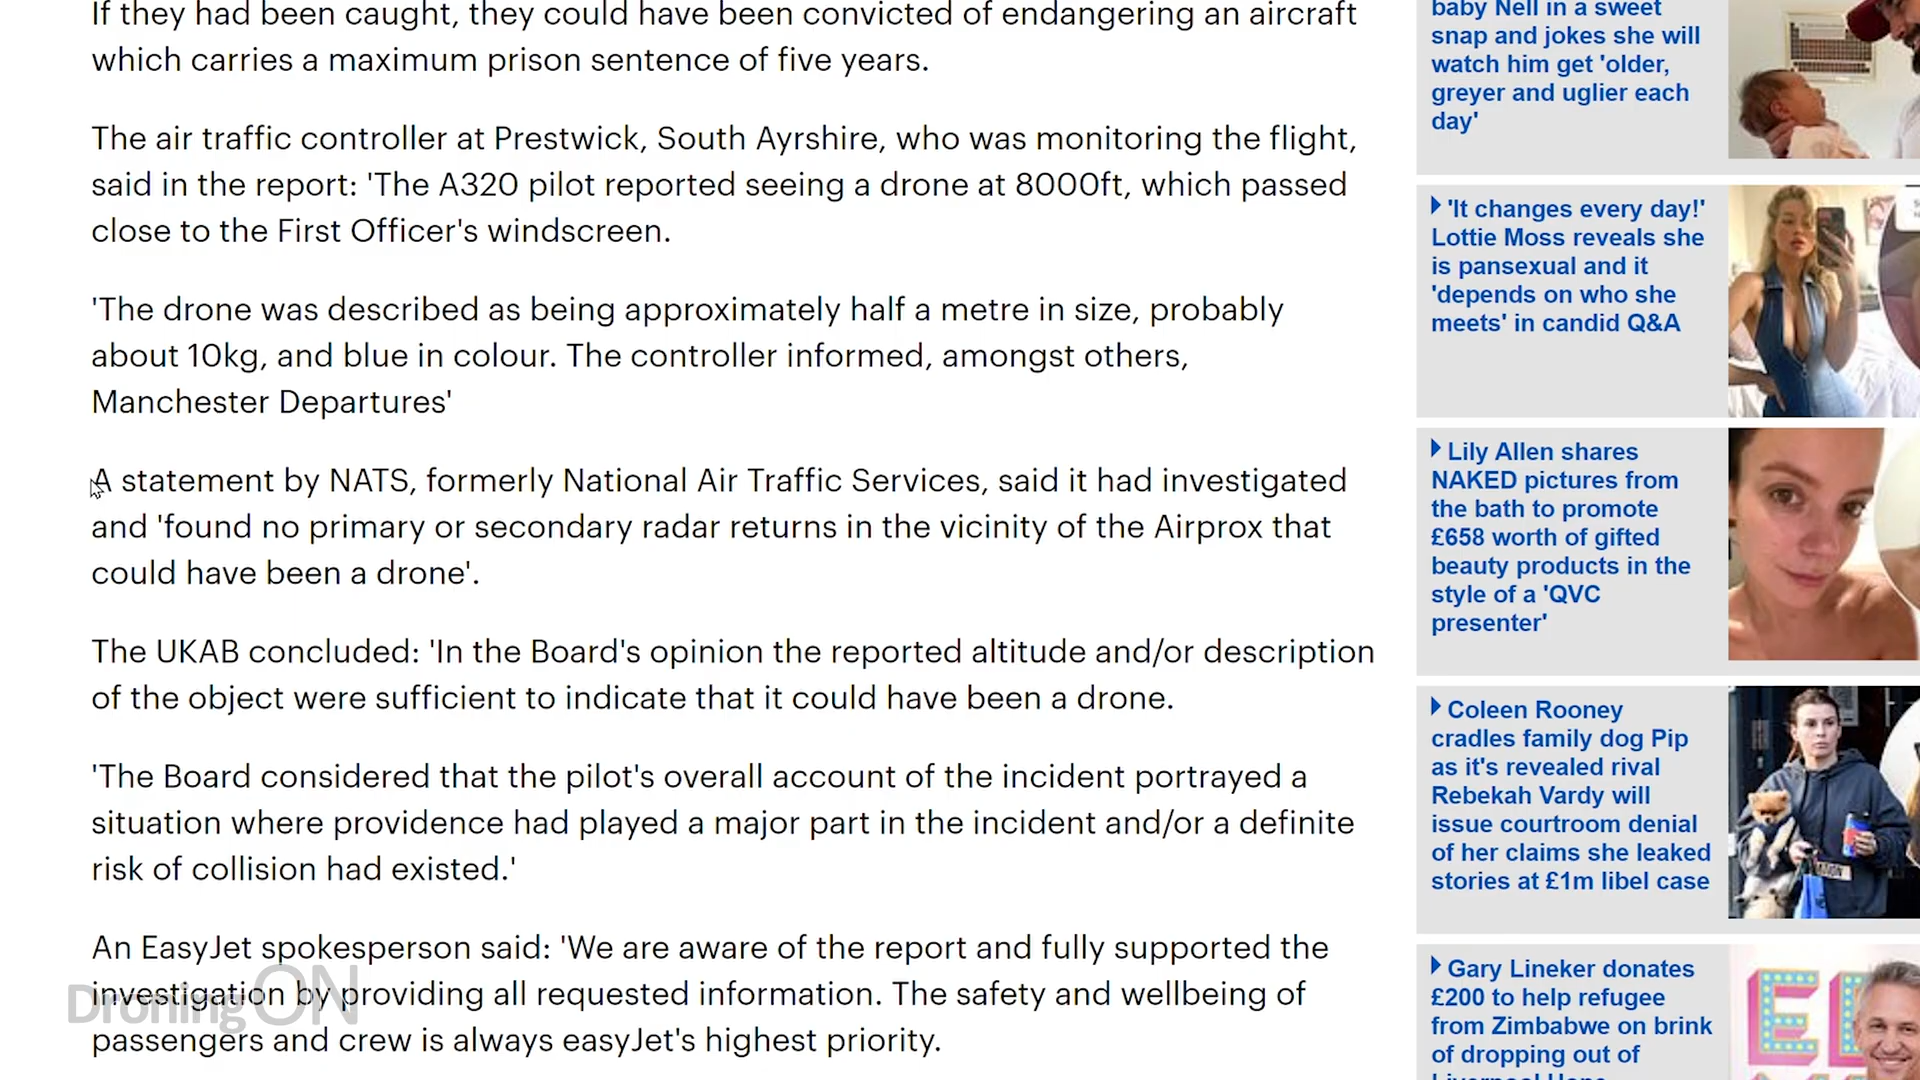 If they had been caught, they could have been convicted of endangering an aircraft
which carries a maximum prison sentence of five years.
The air traffic controller at Prestwick, South Ayrshire, who was monitoring the flight,
said in the report: 'The A320 pilot reported seeing a drone at 8000ft, which passed
close to the First Officer's windscreen.
'The drone was described as being approximately half a metre in size, probably
about 10kg, and blue in colour. The controller informed, amongst others,
Manchester Departures'
A statement by NATS, formerly National Air Traffic Services, said it had investigated
and 'found no primary or secondary radar returns in the vicinity of the Airprox that
could have been a drone'.
The UKAB concluded: 'In the Board's opinion the reported altitude and/or description
of the object were sufficient to indicate that it could have been a drone.
'The Board considered that the pilot's overall account of the incident portrayed a
situation where providence had played a major part in the incident and/or a definite
risk of collision had existed.'
An EasyJet spokesperson said: 'We are aware of the report and fully supported the
investigation by providing all requested information. The safety and wellbeing of
passengers and crew is always easyJet's highest priority.
DroningON
baby Nell in a sweet
snap and jokes she will
watch him get 'older,
greyer and uglier each
day'
'It changes every day!'
Lottie Moss reveals she
is pansexual and it
'depends on who she
meets' in candid Q&A
Lily Allen shares
NAKED pictures from
the bath to promote
£658 worth of gifted
beauty products in the
style of a 'QVC
presenter'
Coleen Rooney
cradles family dog Pip
as it's revealed rival
Rebekah Vardy will
issue courtroom denial
of her claims she leaked
stories at £1m libel case
Gary Lineker donates
£200 to help refugee
from Zimbabwe on brink
of dropping out of